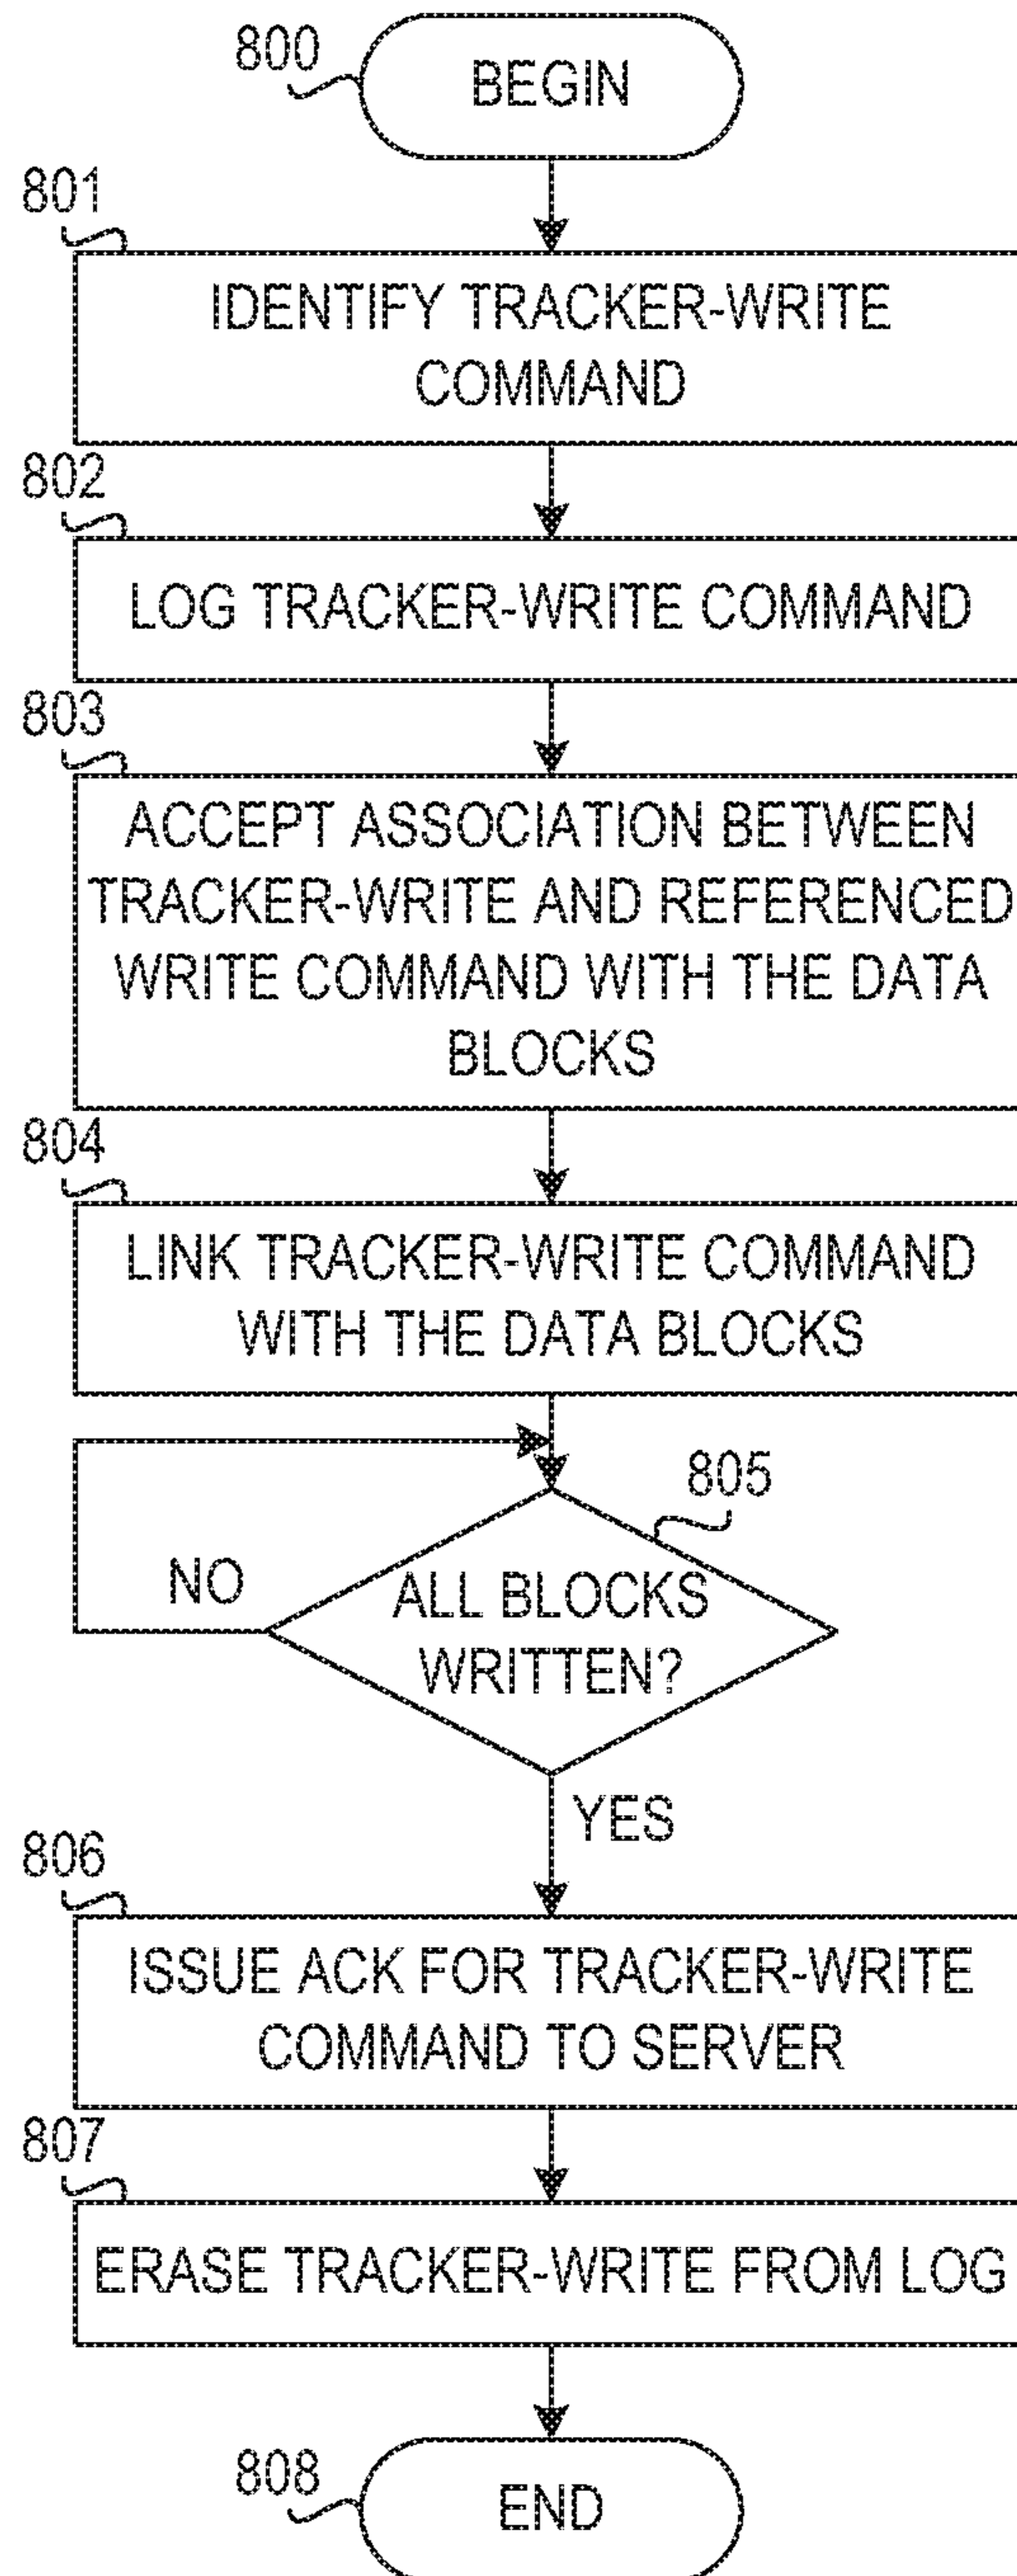 800
BEGIN
801
IDENTIFY TRACKER-WRITE
COMMAND
802
LOG TRACKER-WRITE COMMAND
803
ACCEPT ASSOCIATION BETWEEN
TRACKER-WRITE AND REFERENCED
WRITE COMMAND WITH THE DATA
BLOCKS
804
LINK TRACKER-WRITE COMMAND
WITH THE DATA BLOCKS
805
NO
ALL BLOCKS
WRITTEN?
YES
806
ISSUE ACK FOR TRACKER-WRITE
COMMAND TO SERVER
807
ERASE TRACKER-WRITE FROM LOG
808
END